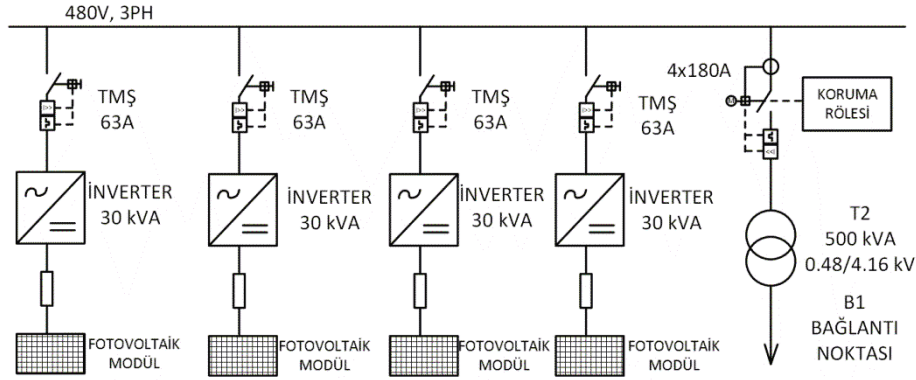 480V, 3PH
TMŞ
63A
TMŞ
63A
TMŞ
63A
TMŞ
63A
4x180A
M
KORUMA
RÖLESİ
İNVERTER
30 kVA
İNVERTER
30 kVA
İNVERTER
30 kVA
İNVERTER
30 kVA
T2
500 kVA
0.48/4.16 kV
B1
BAĞLANTI
NOKTASI
FOTOVOLTAİK
MODÜL
FOTOVOLTAİK
MODÜL
FOTOVOLTAİK
MODÜL
FOTOVOLTAİK
MODÜL